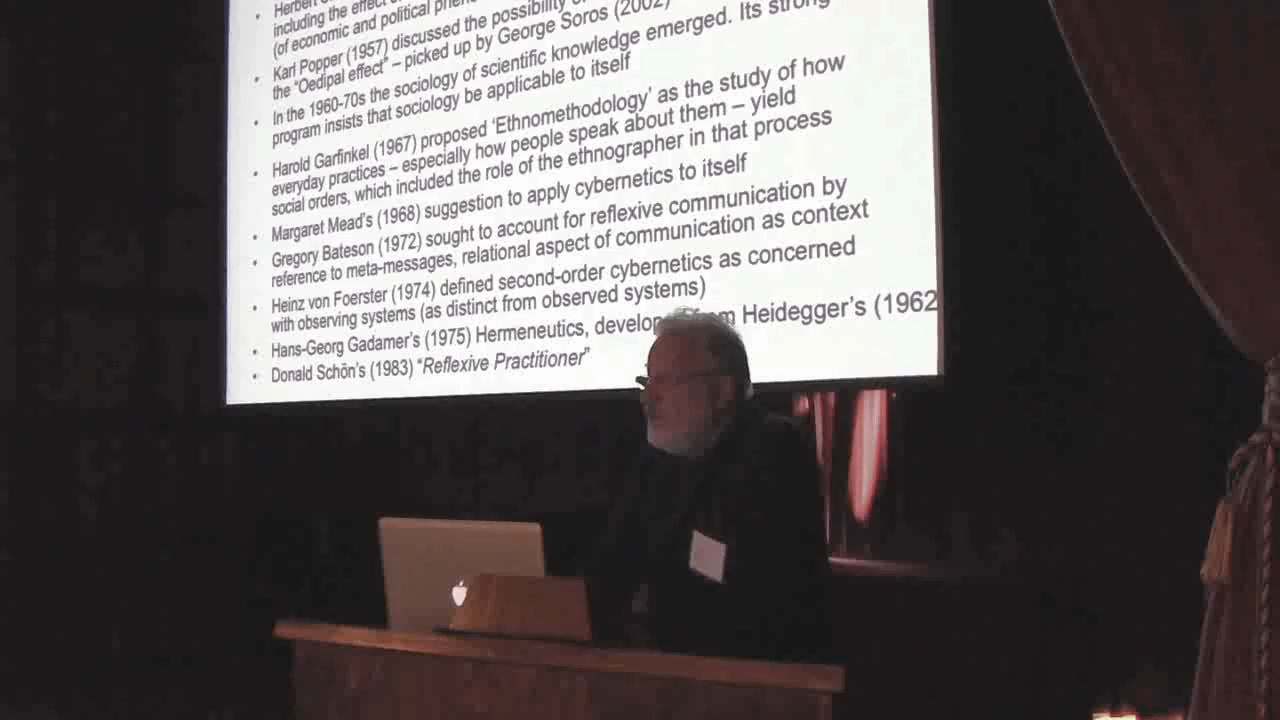 • Herbert
including the effect
(of economic and political
• Karl Popper (1957) discussed the possibility
the "Oedipal effect" – picked up by George Soros (2002)
• In the 1960-70s the sociology of scientific knowledge emerged. Its strong
program insists that sociology be applicable to itself
• Harold Garfinkel (1967) proposed ‘Ethnomethodology’ as the study of how
everyday practices – especially how people speak about them – yield
social orders, which included the role of the ethnographer in that process
• Margaret Mead's (1968) suggestion to apply cybernetics to itself
• Gregory Bateson (1972) sought to account for reflexive communication by
reference to meta-messages, relational aspect of communication as context
• Heinz von Foerster (1974) defined second-order cybernetics as concerned
with observing systems (as distinct from observed systems)
• Hans-Georg Gadamer's (1975) Hermeneutics, Heidegger's (1962
• Donald Schön's (1983) "Reflexive Practitioner"